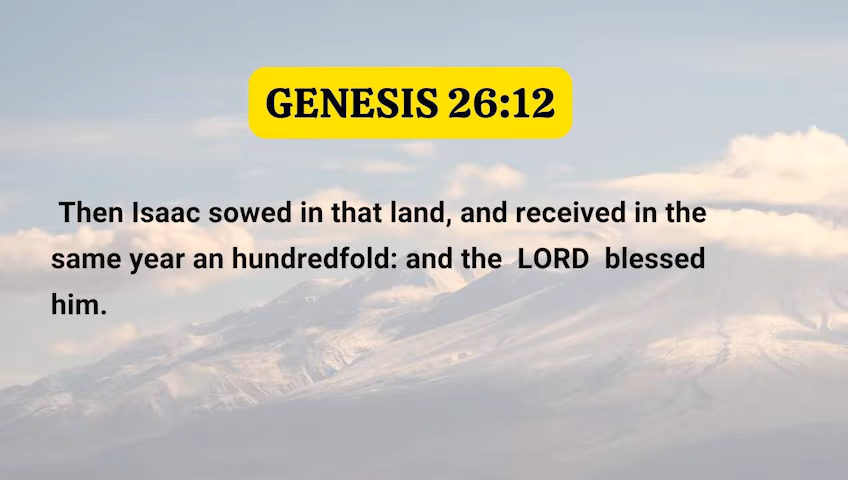 GENESIS 26:12
Then Isaac sowed in that land, and received in the
same year an hundredfold: and the LORD blessed
him.